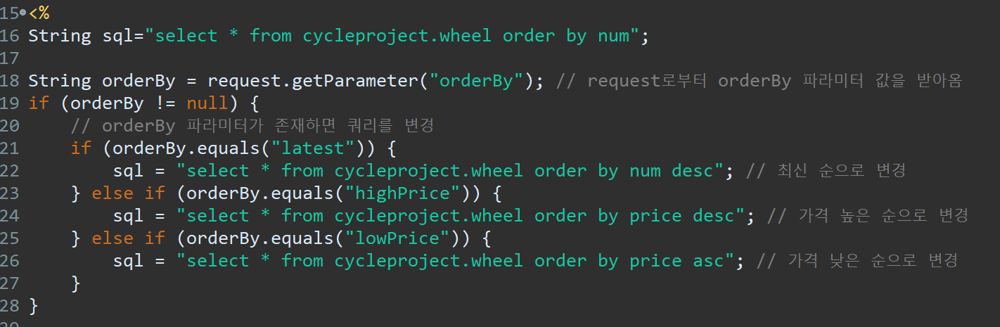 15 <%
16 String sql="select * from cycleproject.wheel order by num";
17
18 String orderBy = request.getParameter("orderBy"); // request로부터 orderBy 파라미터 값을 받아옴
19 if (orderBy != null) {
20     // orderBy 파라미터가 존재하면 쿼리를 변경
21     if (orderBy.equals("latest")) {
22         sql = "select * from cycleproject.wheel order by num desc"; // 최신 순으로 변경
23     } else if (orderBy.equals("highPrice")) {
24         sql = "select * from cycleproject.wheel order by price desc"; // 가격 높은 순으로 변경
25     } else if (orderBy.equals("lowPrice")) {
26         sql = "select * from cycleproject.wheel order by price asc"; // 가격 낮은 순으로 변경
27     }
28 }